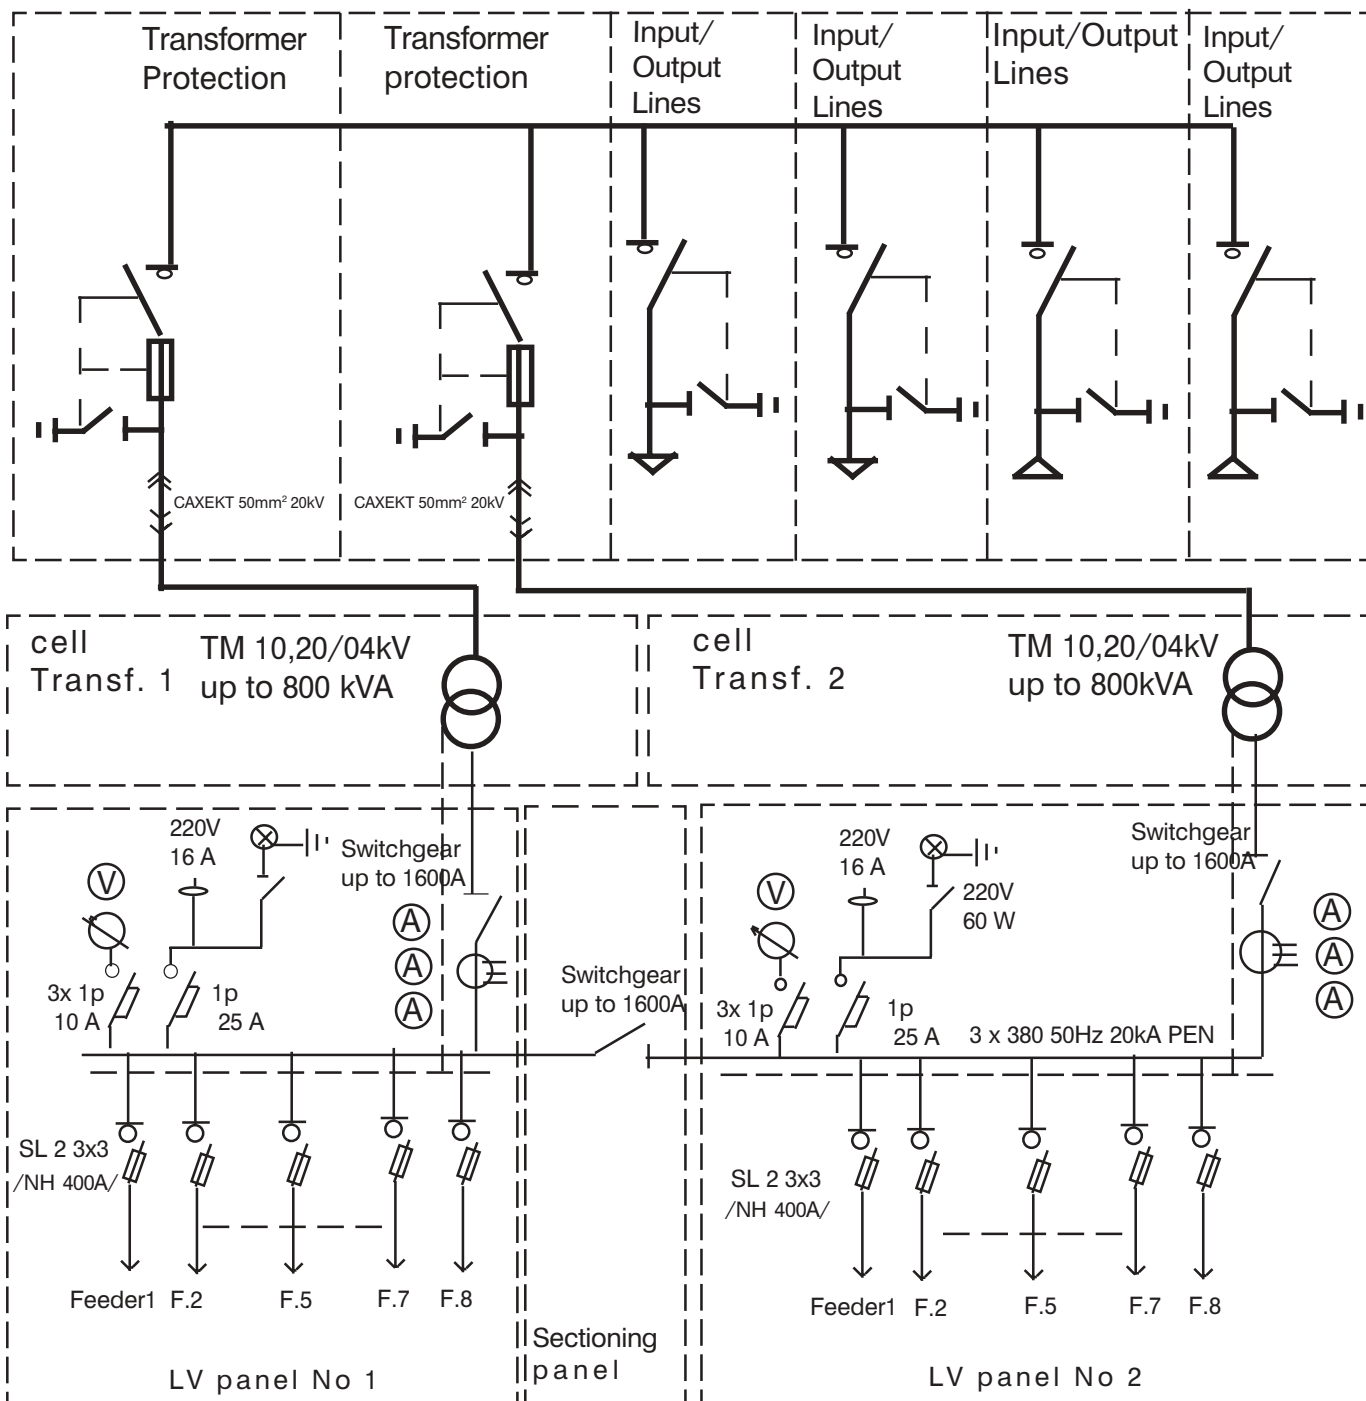 Transformer
Protection
Transformer
protection
Input/
Output
Lines
Input/
Output
Lines
Input/Output
Lines
Input/
Output
Lines
CAXEKT 50mm² 20kV
CAXEKT 50mm² 20kV
cell
Transf. 1
TM 10,20/04kV
up to 800 kVA
cell
Transf. 2
TM 10,20/04kV
up to 800kVA
220V
16 A
Switchgear
up to 1600A
V
A
A
A
3x 1p
10 A
1p
25 A
SL 2 3x3
/NH 400A/
Feeder1
F.2
F.5
F.7
F.8
LV panel No 1
Switchgear
up to 1600A
Sectioning
panel
220V
16 A
220V
60 W
Switchgear
up to 1600A
V
A
A
A
3x 1p
10 A
1p
25 A
3 x 380 50Hz 20kA PEN
SL 2 3x3
/NH 400A/
Feeder1
F.2
F.5
F.7
F.8
LV panel No 2